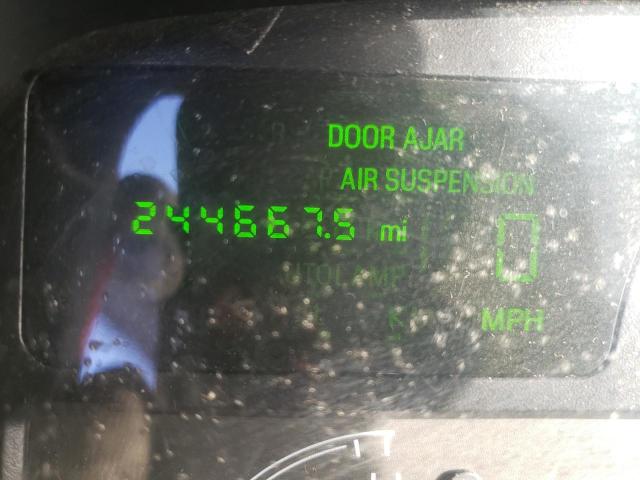 DOOR AJAR
AIR SUSPENSION
244667.5 mi
0
MPH